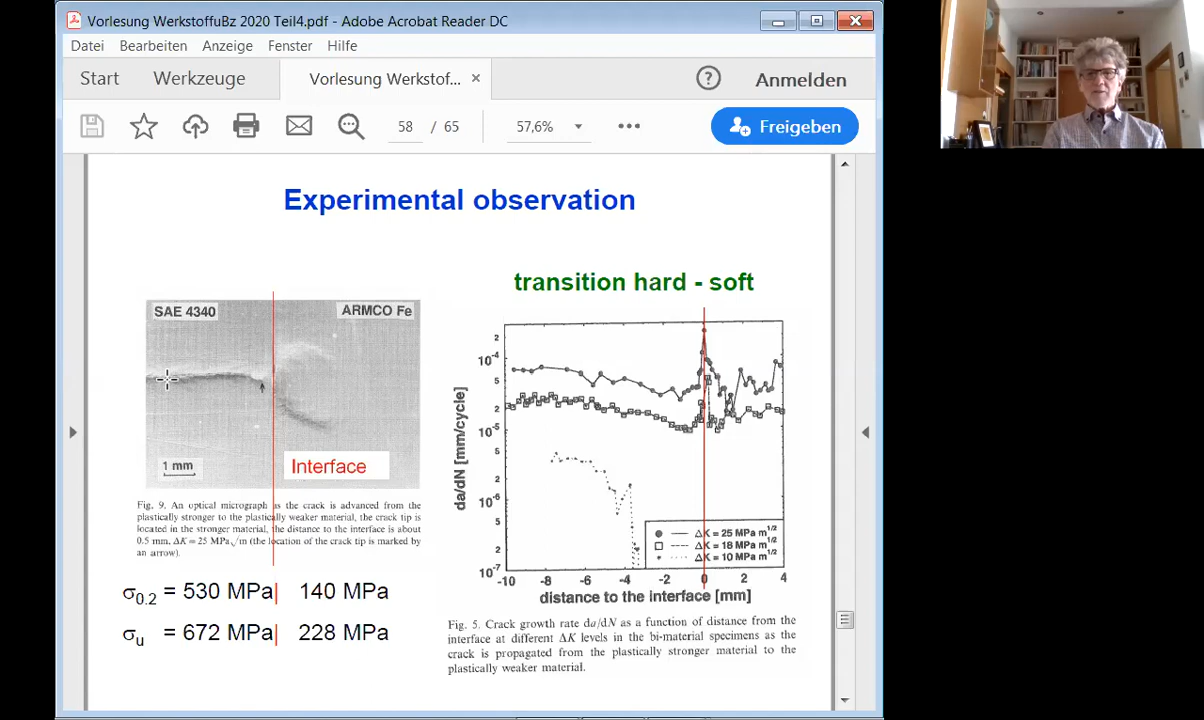 Vorlesung WerkstoffuBz 2020 Teil4.pdf - Adobe Acrobat Reader DC
Datei Bearbeiten Anzeige Fenster Hilfe
Start Werkzeuge Vorlesung Werkstof... × ? Anmelden
58 / 65 57,6% Freigeben
Experimental observation
transition hard - soft
SAE 4340 ARMCO Fe
1 mm
Interface
Fig. 9. An optical micrograph as the crack is advanced from the
plastically stronger to the plastically weaker material, the crack tip is
located in the stronger material, the distance to the interface is about
0.5 mm, ΔK = 25 MPa√m (the location of the crack tip is marked by
an arrow).
σ0.2 = 530 MPa| 140 MPa
σu = 672 MPa| 228 MPa
da/dN [mm/cycle]
2
10-4
5
2
10-5
5
2
10-6
5
2
10-7
ΔK = 25 MPa m1/2
ΔK = 18 MPa m1/2
ΔK = 10 MPa m1/2
-10 -8 -6 -4 -2 0 2 4
distance to the interface [mm]
Fig. 5. Crack growth rate da/dN as a function of distance from the
interface at different ΔK levels in the bi-material specimens as the
crack is propagated from the plastically stronger material to the
plastically weaker material.